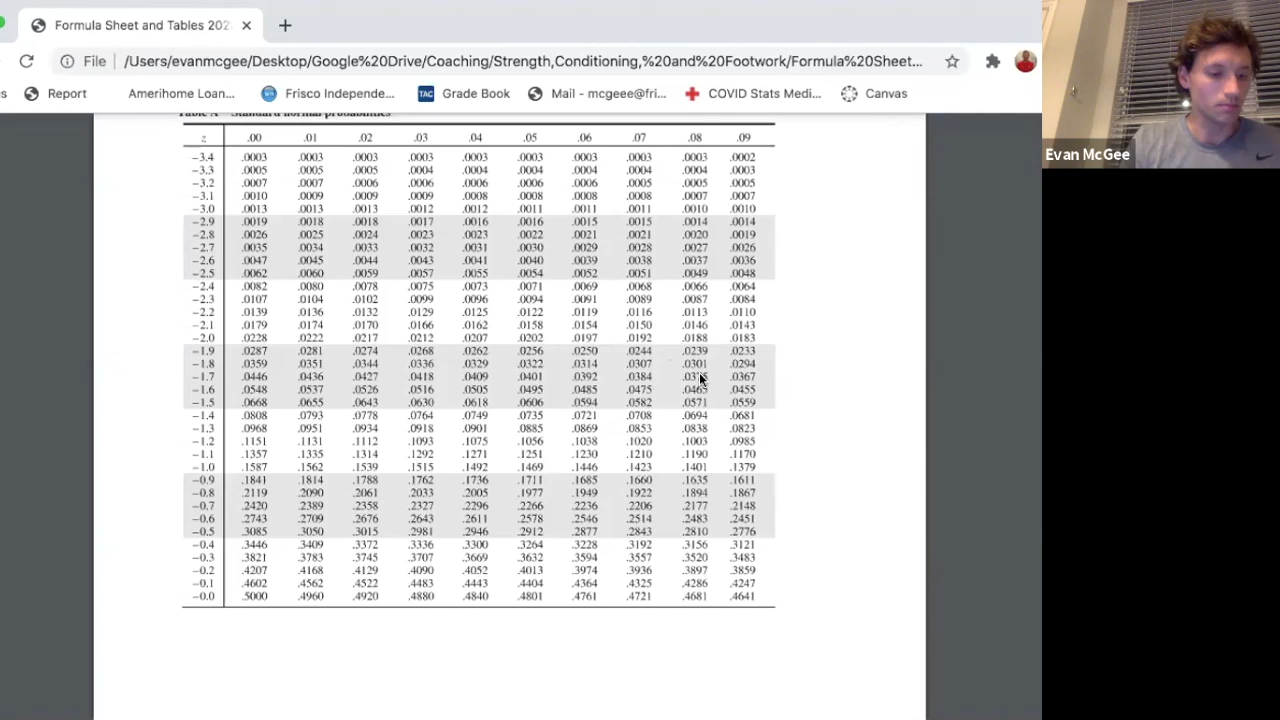 Formula Sheet and Tables 202
File /Users/evanmcgee/Desktop/Google%20Drive/Coaching/Strength,Conditioning,%20and%20Footwork/Formula%20Sheet...
s Report Amerihome Loan... Frisco Independe... TAC Grade Book Mail - mcgeee@fri... COVID Stats Medi... Canvas
Evan McGee
Table A Standard normal probabilities
z .00 .01 .02 .03 .04 .05 .06 .07 .08 .09
−3.4 .0003 .0003 .0003 .0003 .0003 .0003 .0003 .0003 .0003 .0002
−3.3 .0005 .0005 .0005 .0004 .0004 .0004 .0004 .0004 .0004 .0003
−3.2 .0007 .0007 .0006 .0006 .0006 .0006 .0006 .0005 .0005 .0005
−3.1 .0010 .0009 .0009 .0009 .0008 .0008 .0008 .0008 .0007 .0007
−3.0 .0013 .0013 .0013 .0012 .0012 .0011 .0011 .0011 .0010 .0010
−2.9 .0019 .0018 .0018 .0017 .0016 .0016 .0015 .0015 .0014 .0014
−2.8 .0026 .0025 .0024 .0023 .0023 .0022 .0021 .0021 .0020 .0019
−2.7 .0035 .0034 .0033 .0032 .0031 .0030 .0029 .0028 .0027 .0026
−2.6 .0047 .0045 .0044 .0043 .0041 .0040 .0039 .0038 .0037 .0036
−2.5 .0062 .0060 .0059 .0057 .0055 .0054 .0052 .0051 .0049 .0048
−2.4 .0082 .0080 .0078 .0075 .0073 .0071 .0069 .0068 .0066 .0064
−2.3 .0107 .0104 .0102 .0099 .0096 .0094 .0091 .0089 .0087 .0084
−2.2 .0139 .0136 .0132 .0129 .0125 .0122 .0119 .0116 .0113 .0110
−2.1 .0179 .0174 .0170 .0166 .0162 .0158 .0154 .0150 .0146 .0143
−2.0 .0228 .0222 .0217 .0212 .0207 .0202 .0197 .0192 .0188 .0183
−1.9 .0287 .0281 .0274 .0268 .0262 .0256 .0250 .0244 .0239 .0233
−1.8 .0359 .0351 .0344 .0336 .0329 .0322 .0314 .0307 .0301 .0294
−1.7 .0446 .0436 .0427 .0418 .0409 .0401 .0392 .0384 .0367
−1.6 .0548 .0537 .0526 .0516 .0505 .0495 .0485 .0475 .0465 .0455
−1.5 .0668 .0655 .0643 .0630 .0618 .0606 .0594 .0582 .0571 .0559
−1.4 .0808 .0793 .0778 .0764 .0749 .0735 .0721 .0708 .0694 .0681
−1.3 .0968 .0951 .0934 .0918 .0901 .0885 .0869 .0853 .0838 .0823
−1.2 .1151 .1131 .1112 .1093 .1075 .1056 .1038 .1020 .1003 .0985
−1.1 .1357 .1335 .1314 .1292 .1271 .1251 .1230 .1210 .1190 .1170
−1.0 .1587 .1562 .1539 .1515 .1492 .1469 .1446 .1423 .1401 .1379
−0.9 .1841 .1814 .1788 .1762 .1736 .1711 .1685 .1660 .1635 .1611
−0.8 .2119 .2090 .2061 .2033 .2005 .1977 .1949 .1922 .1894 .1867
−0.7 .2420 .2389 .2358 .2327 .2296 .2266 .2236 .2206 .2177 .2148
−0.6 .2743 .2709 .2676 .2643 .2611 .2578 .2546 .2514 .2483 .2451
−0.5 .3085 .3050 .3015 .2981 .2946 .2912 .2877 .2843 .2810 .2776
−0.4 .3446 .3409 .3372 .3336 .3300 .3264 .3228 .3192 .3156 .3121
−0.3 .3821 .3783 .3745 .3707 .3669 .3632 .3594 .3557 .3520 .3483
−0.2 .4207 .4168 .4129 .4090 .4052 .4013 .3974 .3936 .3897 .3859
−0.1 .4602 .4562 .4522 .4483 .4443 .4404 .4364 .4325 .4286 .4247
−0.0 .5000 .4960 .4920 .4880 .4840 .4801 .4761 .4721 .4681 .4641